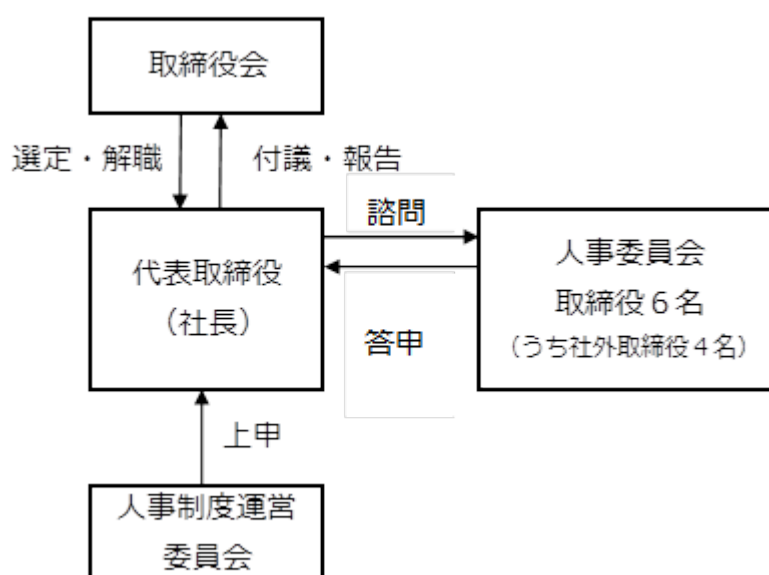 取締役会
選定・解職
付議・報告
諮問
代表取締役
（社長）
人事委員会
取締役６名
（うち社外取締役４名）
答申
上申
人事制度運営
委員会